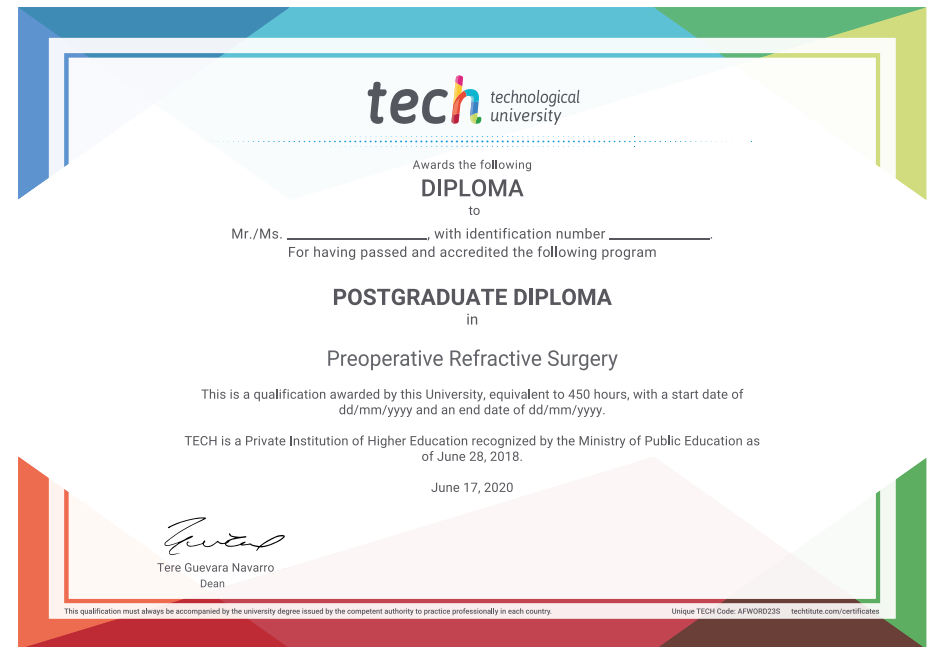 tech technological
university
Awards the following
DIPLOMA
to
Mr./Ms. ____________________, with identification number ______________.
For having passed and accredited the following program
POSTGRADUATE DIPLOMA
in
Preoperative Refractive Surgery
This is a qualification awarded by this University, equivalent to 450 hours, with a start date of
dd/mm/yyyy and an end date of dd/mm/yyyy.
TECH is a Private Institution of Higher Education recognized by the Ministry of Public Education as
of June 28, 2018.
June 17, 2020
Tere Guevara Navarro
Dean
This qualification must always be accompanied by the university degree issued by the competent authority to practice professionally in each country.
Unique TECH Code: AFWORD23S techtitute.com/certificates